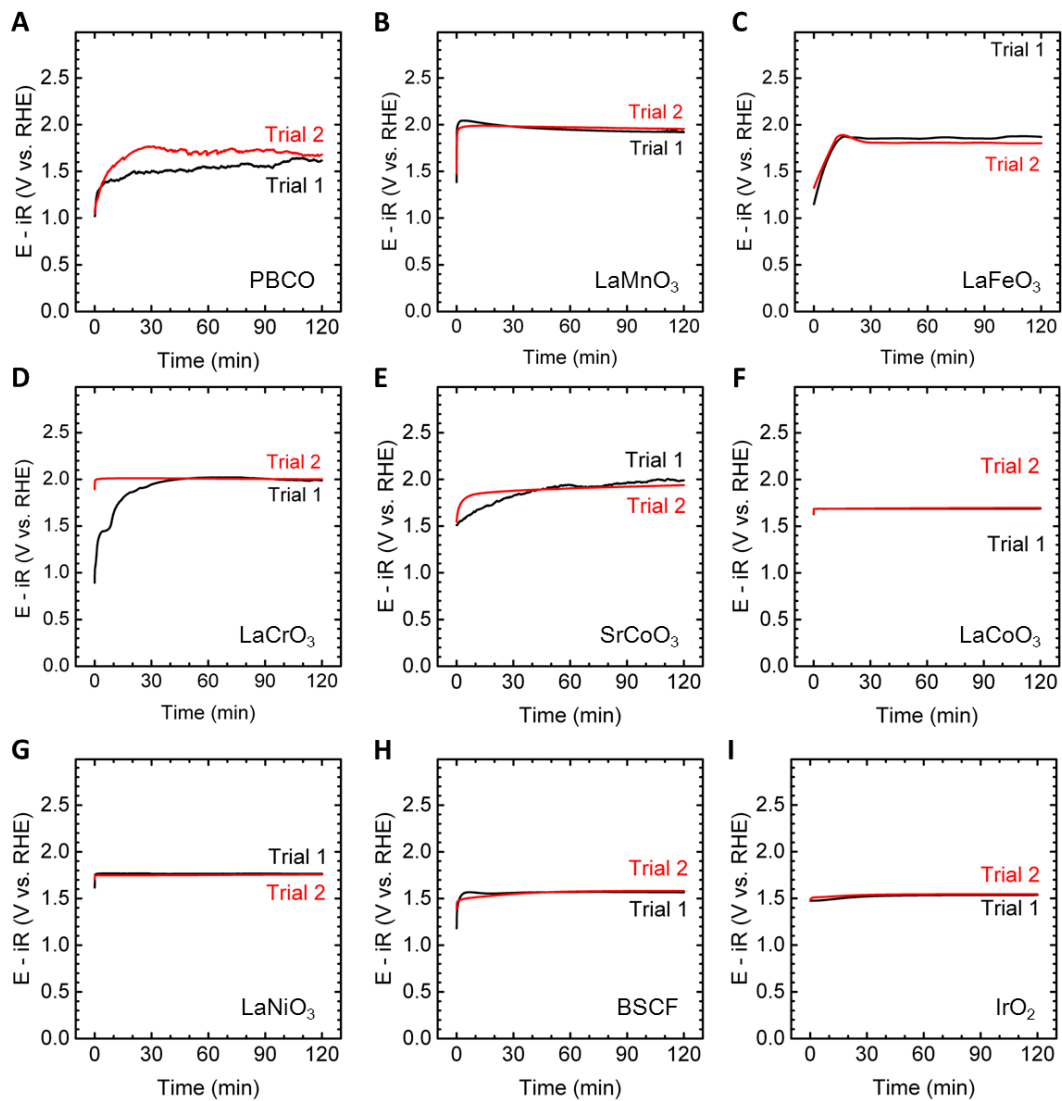 A
E - iR (V vs. RHE)
2.5
2.0
1.5
1.0
0.5
0.0
Trial 2
Trial 1
PBCO
0 30 60 90 120
Time (min)
B
E - iR (V vs. RHE)
2.5
2.0
1.5
1.0
0.5
0.0
Trial 2
Trial 1
LaMnO₃
0 30 60 90 120
Time (min)
C
E - iR (V vs. RHE)
2.5
2.0
1.5
1.0
0.5
0.0
Trial 1
Trial 2
LaFeO₃
0 30 60 90 120
Time (min)
D
E - iR (V vs. RHE)
2.5
2.0
1.5
1.0
0.5
0.0
Trial 2
Trial 1
LaCrO₃
0 30 60 90 120
Time (min)
E
E - iR (V vs. RHE)
2.5
2.0
1.5
1.0
0.5
0.0
Trial 1
Trial 2
SrCoO₃
0 30 60 90 120
Time (min)
F
E - iR (V vs. RHE)
2.5
2.0
1.5
1.0
0.5
0.0
Trial 2
Trial 1
LaCoO₃
0 30 60 90 120
Time (min)
G
E - iR (V vs. RHE)
2.5
2.0
1.5
1.0
0.5
0.0
Trial 1
Trial 2
LaNiO₃
0 30 60 90 120
Time (min)
H
E - iR (V vs. RHE)
2.5
2.0
1.5
1.0
0.5
0.0
Trial 2
Trial 1
BSCF
0 30 60 90 120
Time (min)
I
E - iR (V vs. RHE)
2.5
2.0
1.5
1.0
0.5
0.0
Trial 2
Trial 1
IrO₂
0 30 60 90 120
Time (min)